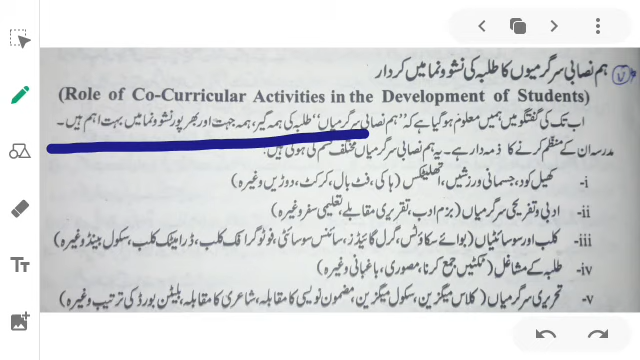 ہم نصابی سرگرمیوں کا طلبہ کی نشوونما میں کردار
(Role of Co-Curricular Activities in the Development of Students)
اب تک کی گفتگو میں ہمیں معلوم ہو گیا ہے کہ ”ہم نصابی سرگرمیاں“ طلبہ کی ہمہ گیر، ہمہ جہت اور بھرپور نشوونما میں بہت اہم ہیں۔
مدرسہ ان کے منظم کرنے کا ذمہ دار ہے۔ یہ ہم نصابی سرگرمیاں مختلف قسم کی ہوتی ہیں:
i- کھیل کود، جسمانی ورزشیں، اتھلیٹکس (ہاکی، فٹ بال، کرکٹ، دوڑیں وغیرہ)
ii- ادبی و تفریحی سرگرمیاں (بزم ادب، تقریری مقابلے، تعلیمی سفر وغیرہ)
iii- کلب اور سوسائٹیاں (بوائے سکاؤٹس، گرل گائیڈز، سائنس سوسائٹی، فوٹو گرافک کلب، ڈرامیٹک کلب، سکول بینڈ وغیرہ)
iv- طلبہ کے مشاغل (ٹکٹیں جمع کرنا، مصوری، باغبانی وغیرہ)
v- تحریری سرگرمیاں (کلاس میگزین، سکول میگزین، مضمون نویسی کا مقابلہ، شاعری کا مقابلہ، بلیٹن بورڈ کی ترتیب وغیرہ)